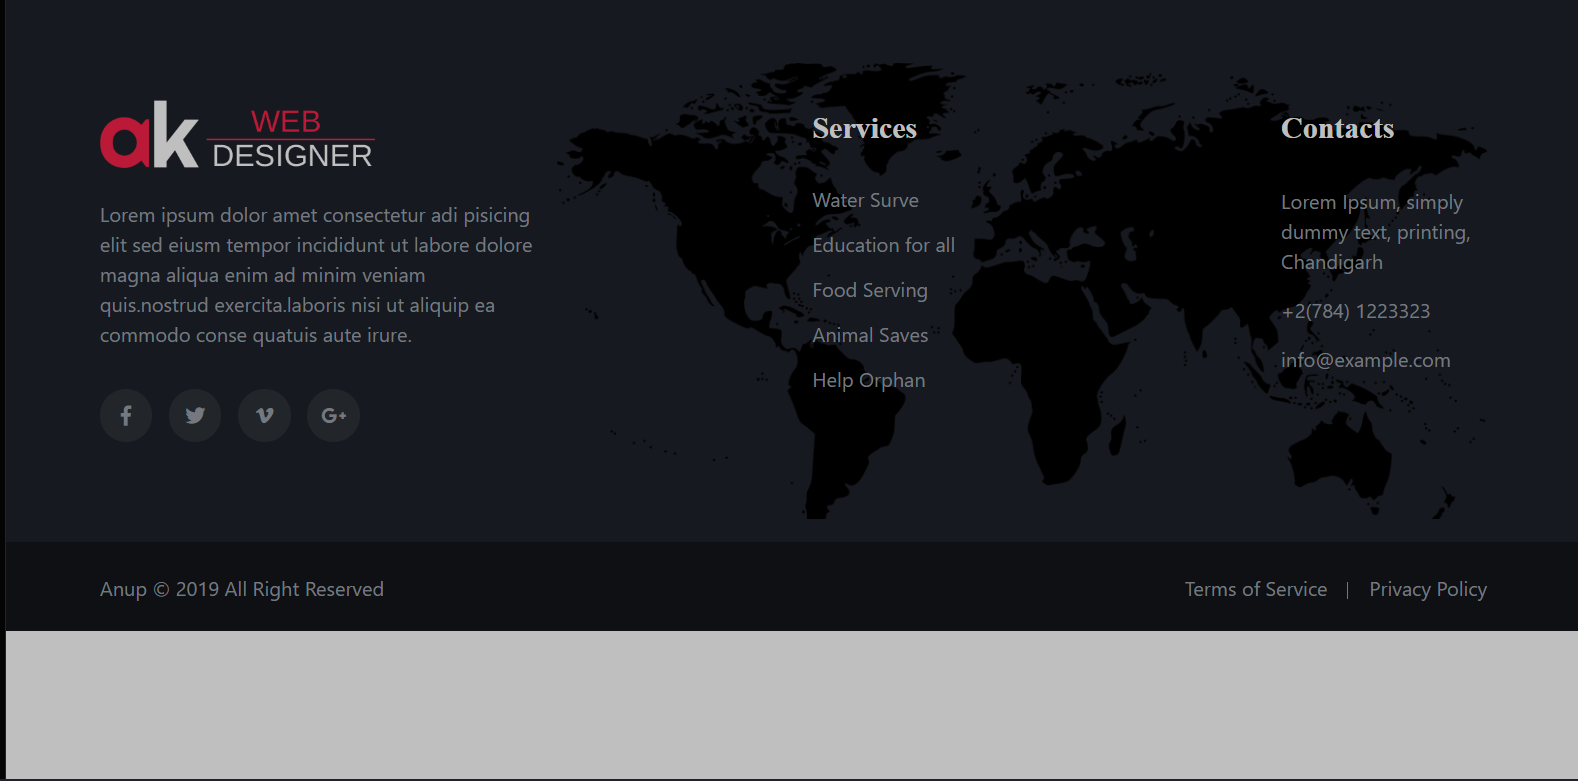 ak WEB
DESIGNER
Lorem ipsum dolor amet consectetur adi pisicing
elit sed eiusm tempor incididunt ut labore dolore
magna aliqua enim ad minim veniam
quis.nostrud exercita.laboris nisi ut aliquip ea
commodo conse quatuis aute irure.
G+
Services
Water Surve
Education for all
Food Serving
Animal Saves
Help Orphan
Contacts
Lorem Ipsum, simply
dummy text, printing,
Chandigarh
+2(784) 1223323
info@example.com
Anup © 2019 All Right Reserved
Terms of Service | Privacy Policy